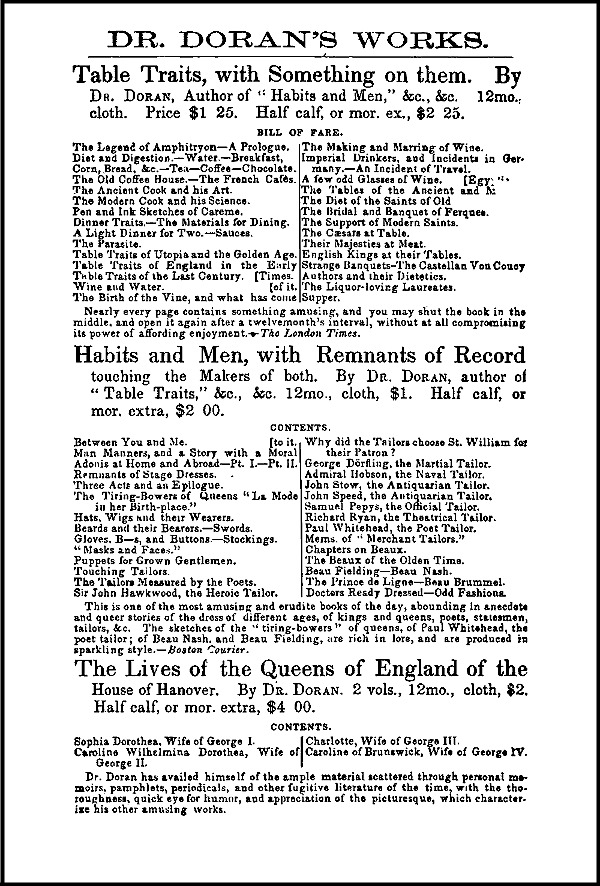 DR. DORAN'S WORKS.
Table Traits, with Something on them. By
DR. DORAN, Author of "Habits and Men," &c., &c. 12mo.,
cloth. Price $1 25. Half calf, or mor. ex., $2 25.
BILL OF FARE.
The Legend of Amphitryon—A Prologue.
Diet and Digestion.—Water.—Breakfast,
Corn, Bread, &c.—Tea—Coffee—Chocolate.
The Old Coffee House.—The French Cafés.
The Ancient Cook and his Art.
The Modern Cook and his Science.
Pen and Ink Sketches of Careme.
Dinner Traits.—The Materials for Dining.
A Light Dinner for Two.—Sauces.
The Parasite.
Table Traits of Utopia and the Golden Age.
Table Traits of England in the Early
Table Traits of the Last Century. [Times.
Wine and Water. [of it.
The Birth of the Vine, and what has come
The Making and Marring of Wine.
Imperial Drinkers, and Incidents in Ger-
many.—An Incident of Travel.
A few odd Glasses of Wine. [Egy
The Tables of the Ancient and
The Diet of the Saints of Old
The Bridal and Banquet of Ferques.
The Support of Modern Saints.
The Cæsars at Table.
Their Majesties at Meat.
English Kings at their Tables.
Strange Banquets—The Castellan Von Coucy
Authors and their Dietetics.
The Liquor-loving Laureates.
Supper.
Nearly every page contains something amusing, and you may shut the book in the
middle, and open it again after a twelvemonth's interval, without at all compromising
its power of affording enjoyment.—The London Times.
Habits and Men, with Remnants of Record
touching the Makers of both. By DR. DORAN, author of
"Table Traits," &c., &c. 12mo., cloth, $1. Half calf, or
mor. extra, $2 00.
CONTENTS.
Between You and Me. [to it.
Man Manners, and a Story with a Moral
Adonis at Home and Abroad—Pt. I.—Pt. II.
Remnants of Stage Dresses.
Three Acts and an Epilogue.
The Tiring-Bowers of Queens "La Mode
in her Birth-place."
Hats, Wigs and their Wearers.
Beards and their Bearers.—Swords.
Gloves. B—s, and Buttons.—Stockings.
"Masks and Faces."
Puppets for Grown Gentlemen.
Touching Tailors.
The Tailors Measured by the Poets.
Sir John Hawkwood, the Heroic Tailor.
Why did the Tailors choose St. William for
their Patron?
George Dörfling, the Martial Tailor.
Admiral Hobson, the Naval Tailor.
John Stow, the Antiquarian Tailor.
John Speed, the Antiquarian Tailor.
Samuel Pepys, the Official Tailor.
Richard Ryan, the Theatrical Tailor.
Paul Whitehead, the Poet Tailor.
Mems. of "Merchant Tailors."
Chapters on Beaux.
The Beaux of the Olden Time.
Beau Fielding—Beau Nash.
The Prince de Ligne—Beau Brummel.
Doctors Ready Dressed—Odd Fashions.
This is one of the most amusing and erudite books of the day, abounding in anecdote
and queer stories of the dress of different ages, of kings and queens, poets, statesmen,
tailors, &c. The sketches of the "tiring-bowers" of queens, of Paul Whitehead, the
poet tailor; of Beau Nash, and Beau Fielding, are rich in lore, and are produced in
sparkling style.—Boston Courier.
The Lives of the Queens of England of the
House of Hanover. By DR. DORAN. 2 vols., 12mo., cloth, $2.
Half calf, or mor. extra, $4 00.
CONTENTS.
Sophia Dorothea, Wife of George I.
Caroline Wilhelmina Dorothea, Wife of
George II.
Charlotte, Wife of George III.
Caroline of Brunswick, Wife of George IV.
Dr. Doran has availed himself of the ample material scattered through personal me-
moirs, pamphlets, periodicals, and other fugitive literature of the time, with the tho-
roughness, quick eye for humor, and appreciation of the picturesque, which character-
ize his other amusing works.